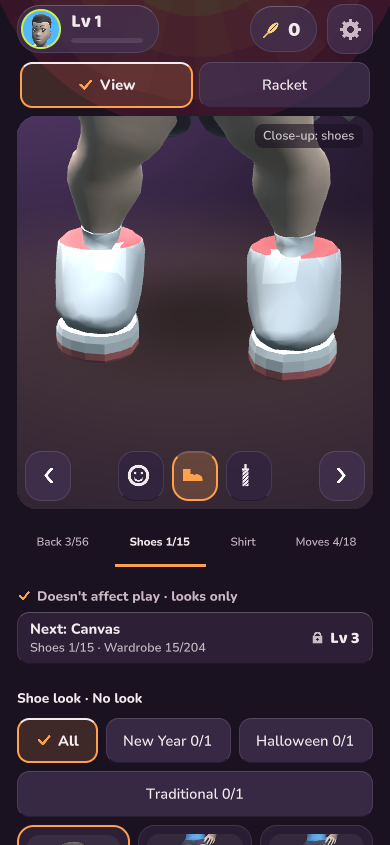 Lv 1
0
View
Racket
Close-up: shoes
Back 3/56
Shoes 1/15
Shirt
Moves 4/18
Doesn't affect play · looks only
Next: Canvas
Shoes 1/15 · Wardrobe 15/204
Lv 3
Shoe look · No look
All
New Year 0/1
Halloween 0/1
Traditional 0/1